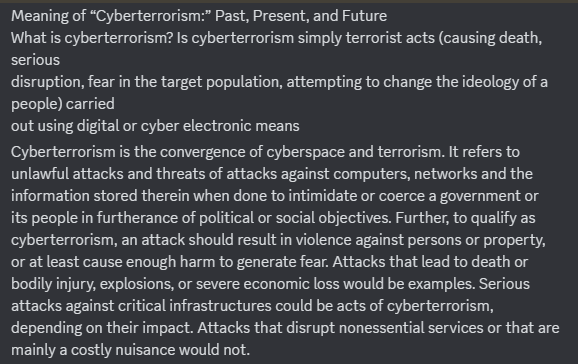 Meaning of “Cyberterrorism:” Past, Present, and Future
What is cyberterrorism? Is cyberterrorism simply terrorist acts (causing death,
serious
disruption, fear in the target population, attempting to change the ideology of a
people) carried
out using digital or cyber electronic means
Cyberterrorism is the convergence of cyberspace and terrorism. It refers to
unlawful attacks and threats of attacks against computers, networks and the
information stored therein when done to intimidate or coerce a government or
its people in furtherance of political or social objectives. Further, to qualify as
cyberterrorism, an attack should result in violence against persons or property,
or at least cause enough harm to generate fear. Attacks that lead to death or
bodily injury, explosions, or severe economic loss would be examples. Serious
attacks against critical infrastructures could be acts of cyberterrorism,
depending on their impact. Attacks that disrupt nonessential services or that are
mainly a costly nuisance would not.